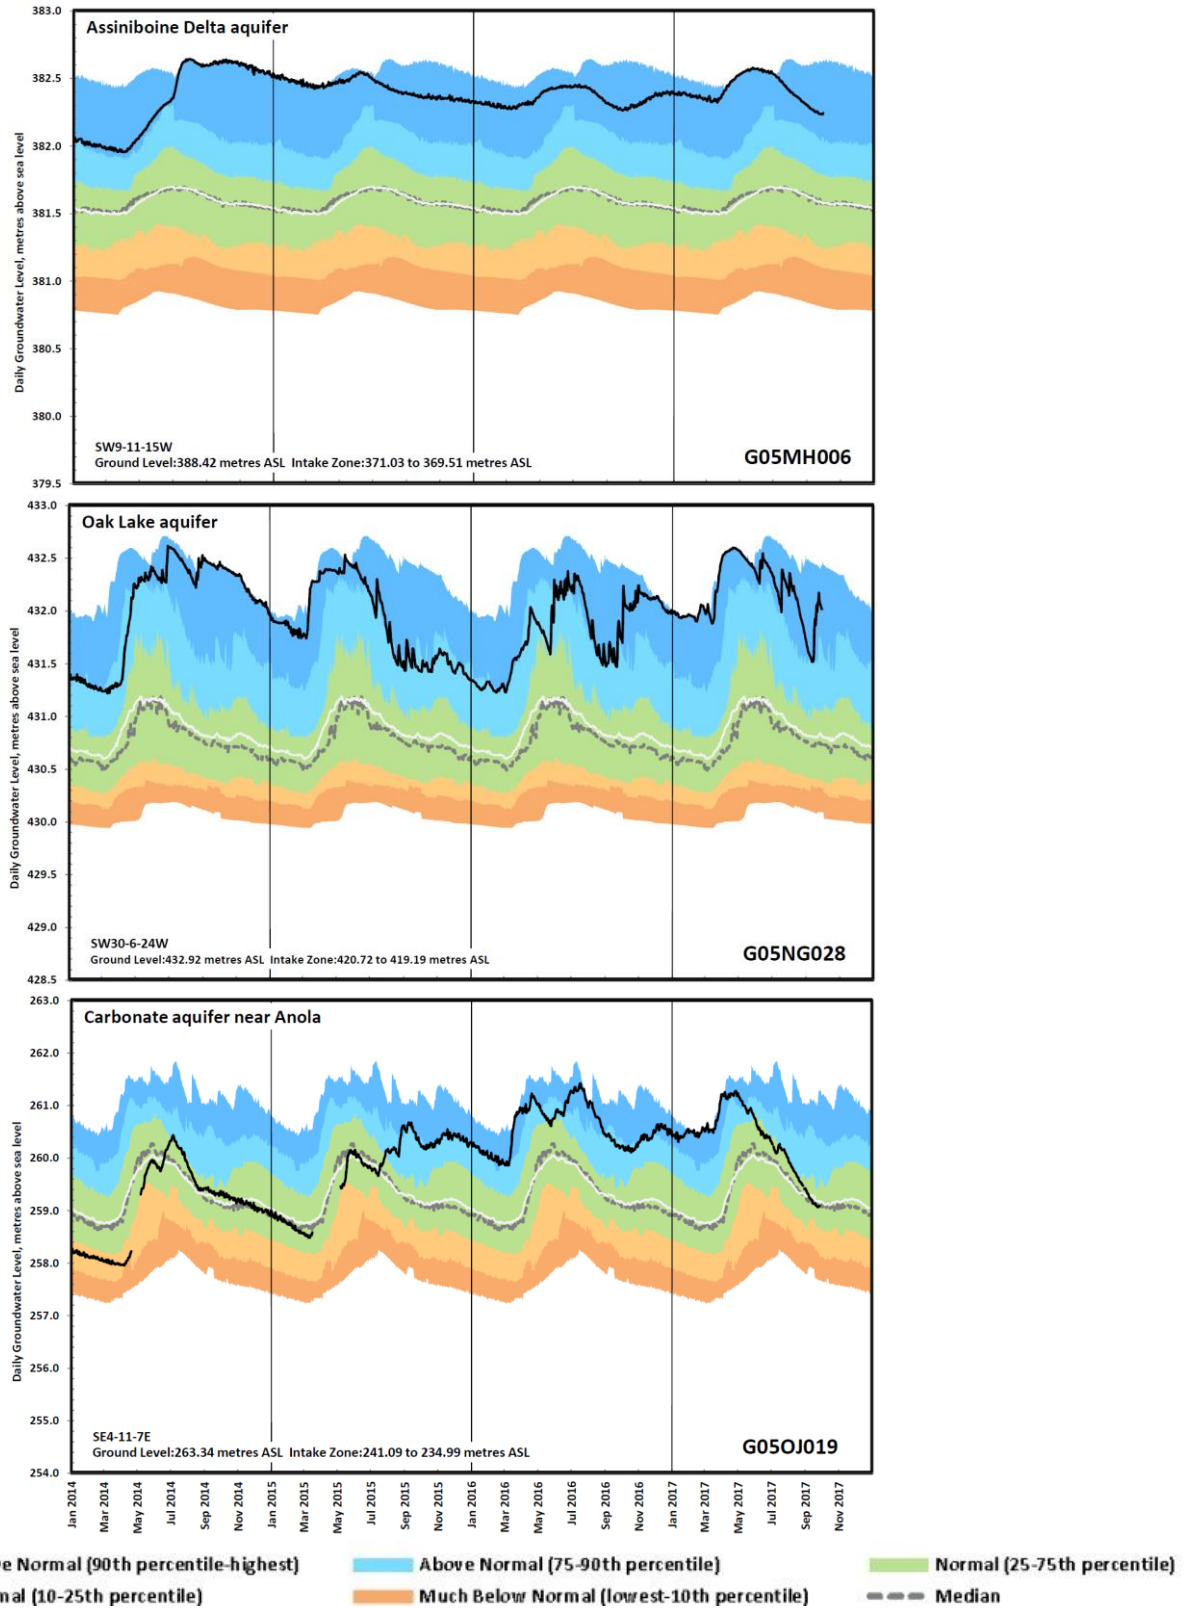 383.0
Assiniboine Delta aquifer
382.5
382.0
381.5
381.0
380.5
380.0
379.5
Daily Groundwater Level, metres above sea level
SW9-11-15W
Ground Level:388.42 metres ASL Intake Zone:371.03 to 369.51 metres ASL
G05MH006
433.0
Oak Lake aquifer
432.5
432.0
431.5
431.0
430.5
430.0
429.5
429.0
428.5
Daily Groundwater Level, metres above sea level
SW30-6-24W
Ground Level:432.92 metres ASL Intake Zone:420.72 to 419.19 metres ASL
G05NG028
263.0
Carbonate aquifer near Anola
262.0
261.0
260.0
259.0
258.0
257.0
256.0
255.0
254.0
Daily Groundwater Level, metres above sea level
SE4-11-7E
Ground Level:263.34 metres ASL Intake Zone:241.09 to 234.99 metres ASL
G05OJ019
Jan 2014
Mar 2014
May 2014
Jul 2014
Sep 2014
Nov 2014
Jan 2015
Mar 2015
May 2015
Jul 2015
Sep 2015
Nov 2015
Jan 2016
Mar 2016
May 2016
Jul 2016
Sep 2016
Nov 2016
Jan 2017
Mar 2017
May 2017
Jul 2017
Sep 2017
Nov 2017
e Normal (90th percentile-highest) Above Normal (75-90th percentile) Normal (25-75th percentile)
mal (10-25th percentile) Much Below Normal (lowest-10th percentile) Median